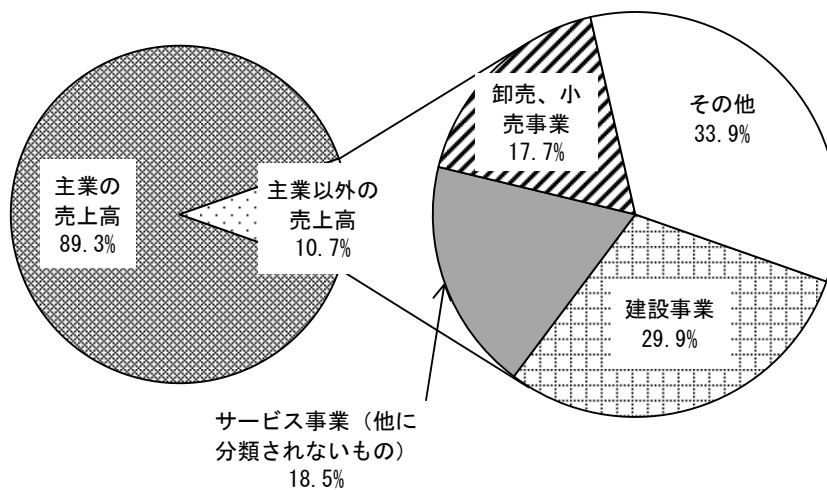 主業の
売上高
89.3%
主業以外の
売上高
10.7%
卸売、小
売事業
17.7%
その他
33.9%
建設事業
29.9%
サービス事業（他に
分類されないもの）
18.5%